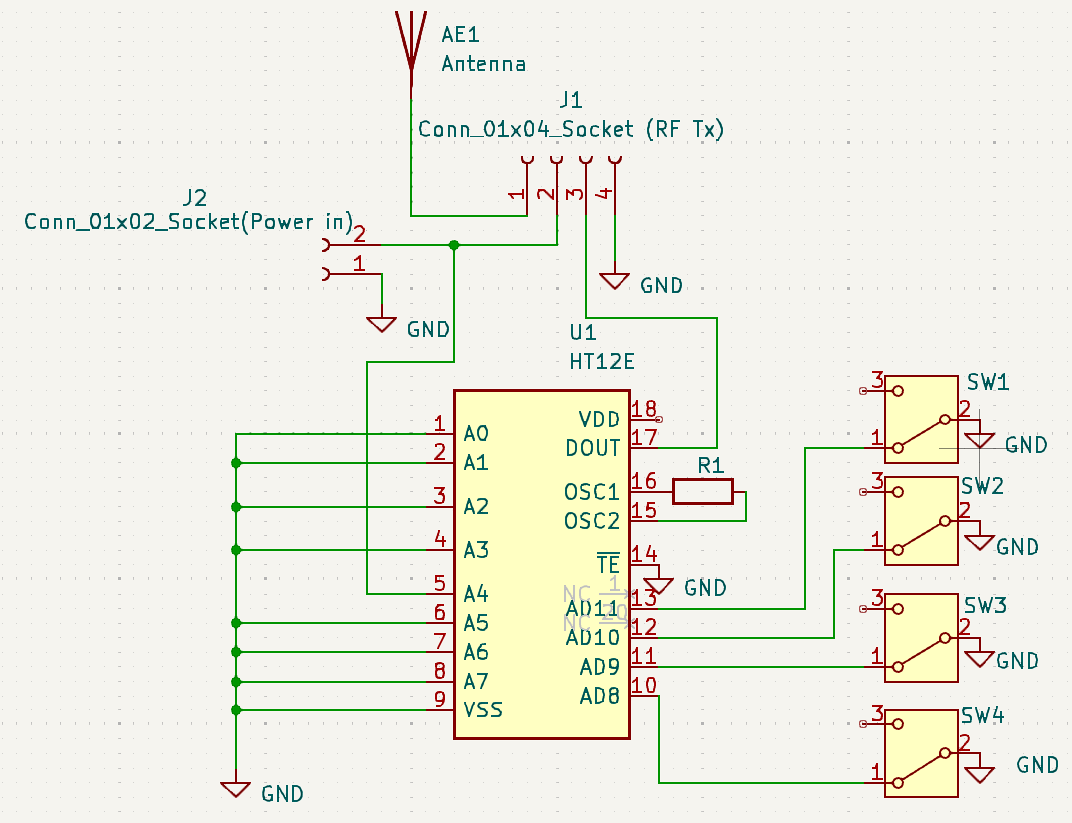 AE1
Antenna
J1
Conn_01x04_Socket (RF Tx)
1
2
3
4
J2
Conn_01x02_Socket(Power in)
2
1
GND
GND
U1
HT12E
1
A0
2
A1
3
A2
4
A3
5
A4
6
A5
7
A6
8
A7
9
VSS
VDD
18
DOUT
17
OSC1
16
OSC2
15
TE
14
NC
1
AD11
13
NC
20
AD10
12
AD9
11
AD8
10
R1
GND
GND
3
SW1
2
1
GND
3
SW2
2
1
GND
3
SW3
2
1
GND
3
SW4
2
1
GND